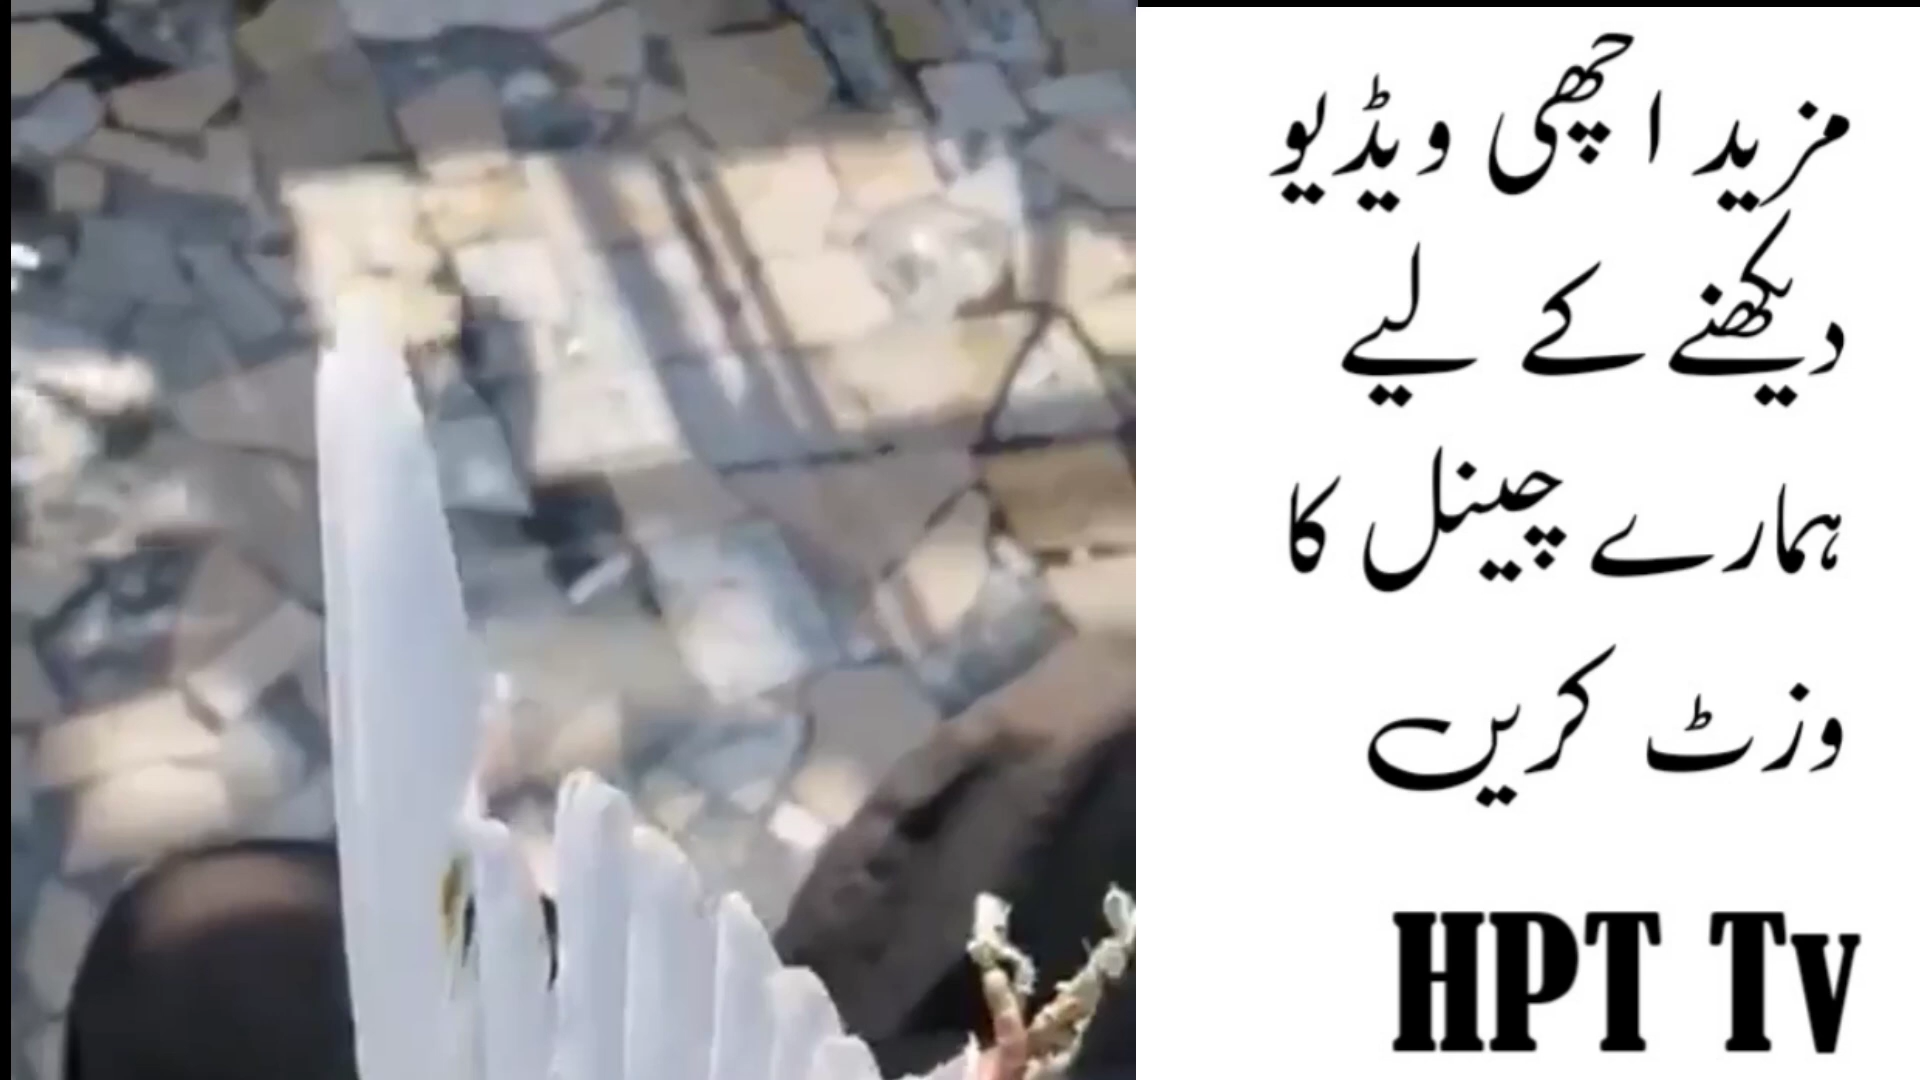 مزید اچھی ویڈیو
دیکھنے کے لیے
ہمارے چینل کا
وزٹ کریں
HPT Tv